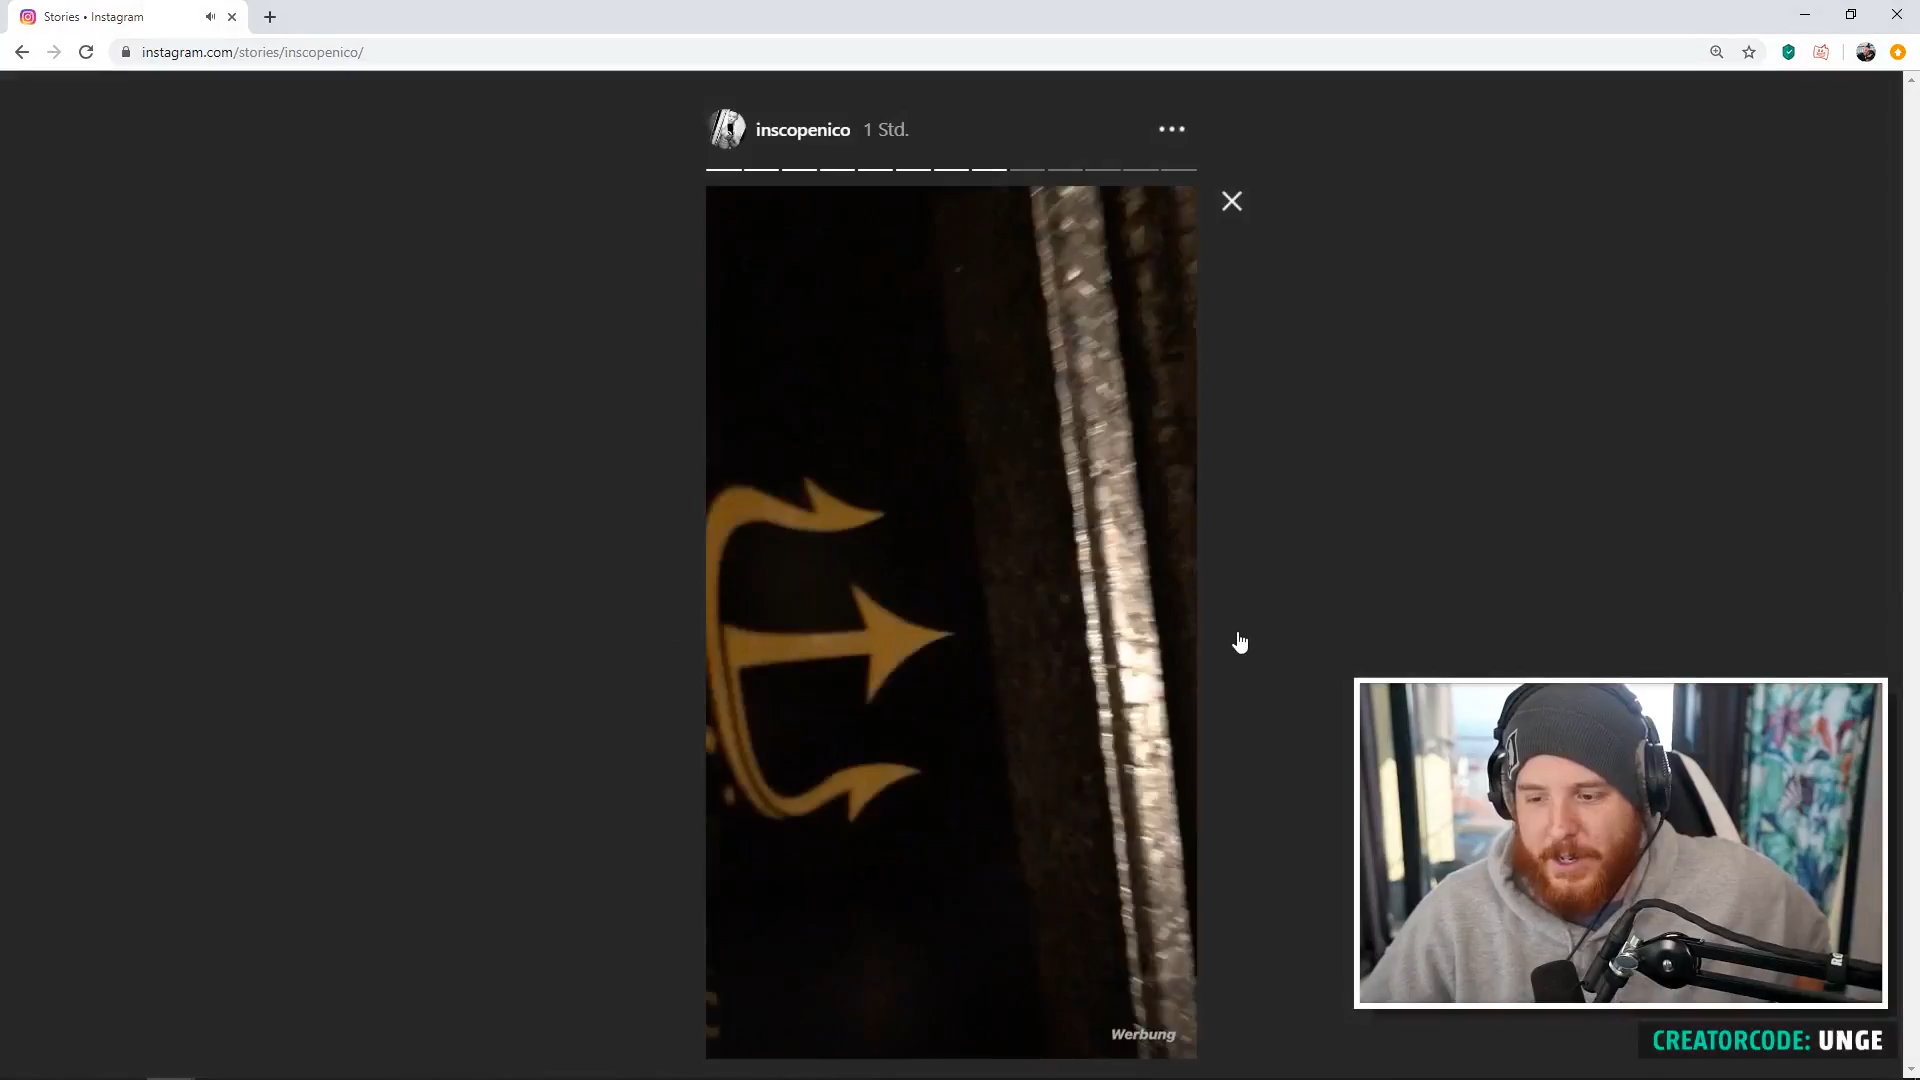 Stories • Instagram
instagram.com/stories/inscopenico/
inscopenico 1 Std.
Werbung
CREATORCODE: UNGE